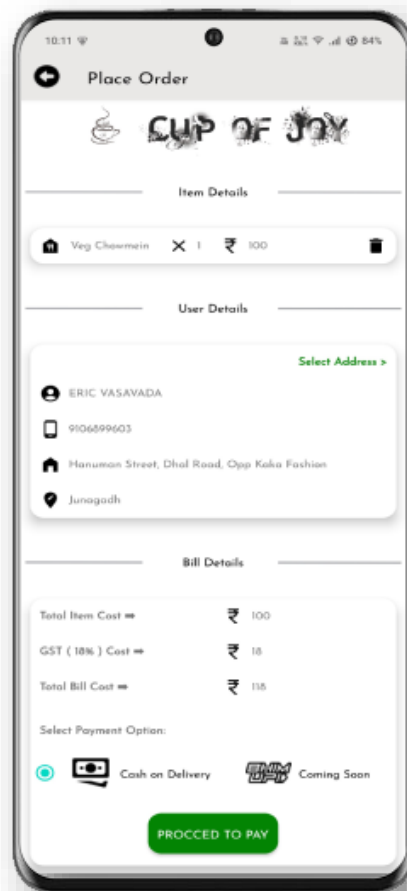 10:11 84%
Place Order
CUP OF JOY
Item Details
Veg Chowmein × 1 ₹ 100
User Details
Select Address >
ERIC VASAVADA
9106899603
Hanuman Street, Dhal Road, Opp Kaka Fashion
Junagadh
Bill Details
Total Item Cost ➡ ₹ 100
GST ( 18% ) Cost ➡ ₹ 18
Total Bill Cost ➡ ₹ 118
Select Payment Option:
Cash on Delivery Coming Soon
PROCCED TO PAY